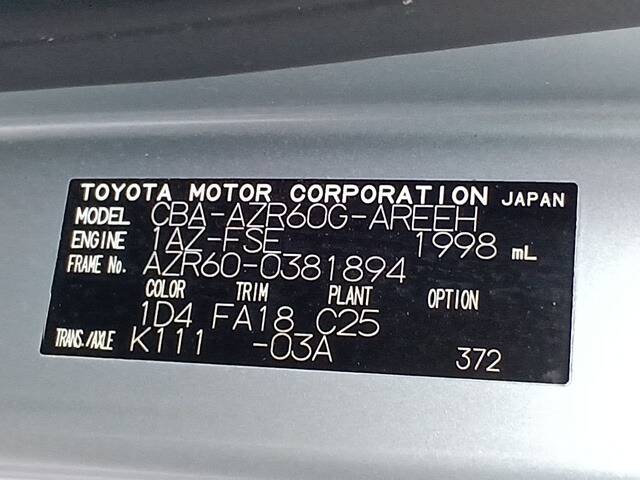 TOYOTA MOTOR CORPORATION JAPAN
MODEL CBA-AZR60G-AREEH
ENGINE 1AZ-FSE 1998 mL
FRAME No. AZR60-0381894
COLOR TRIM PLANT OPTION
1D4 FA18 C25
TRANS./AXLE K111 -03A 372